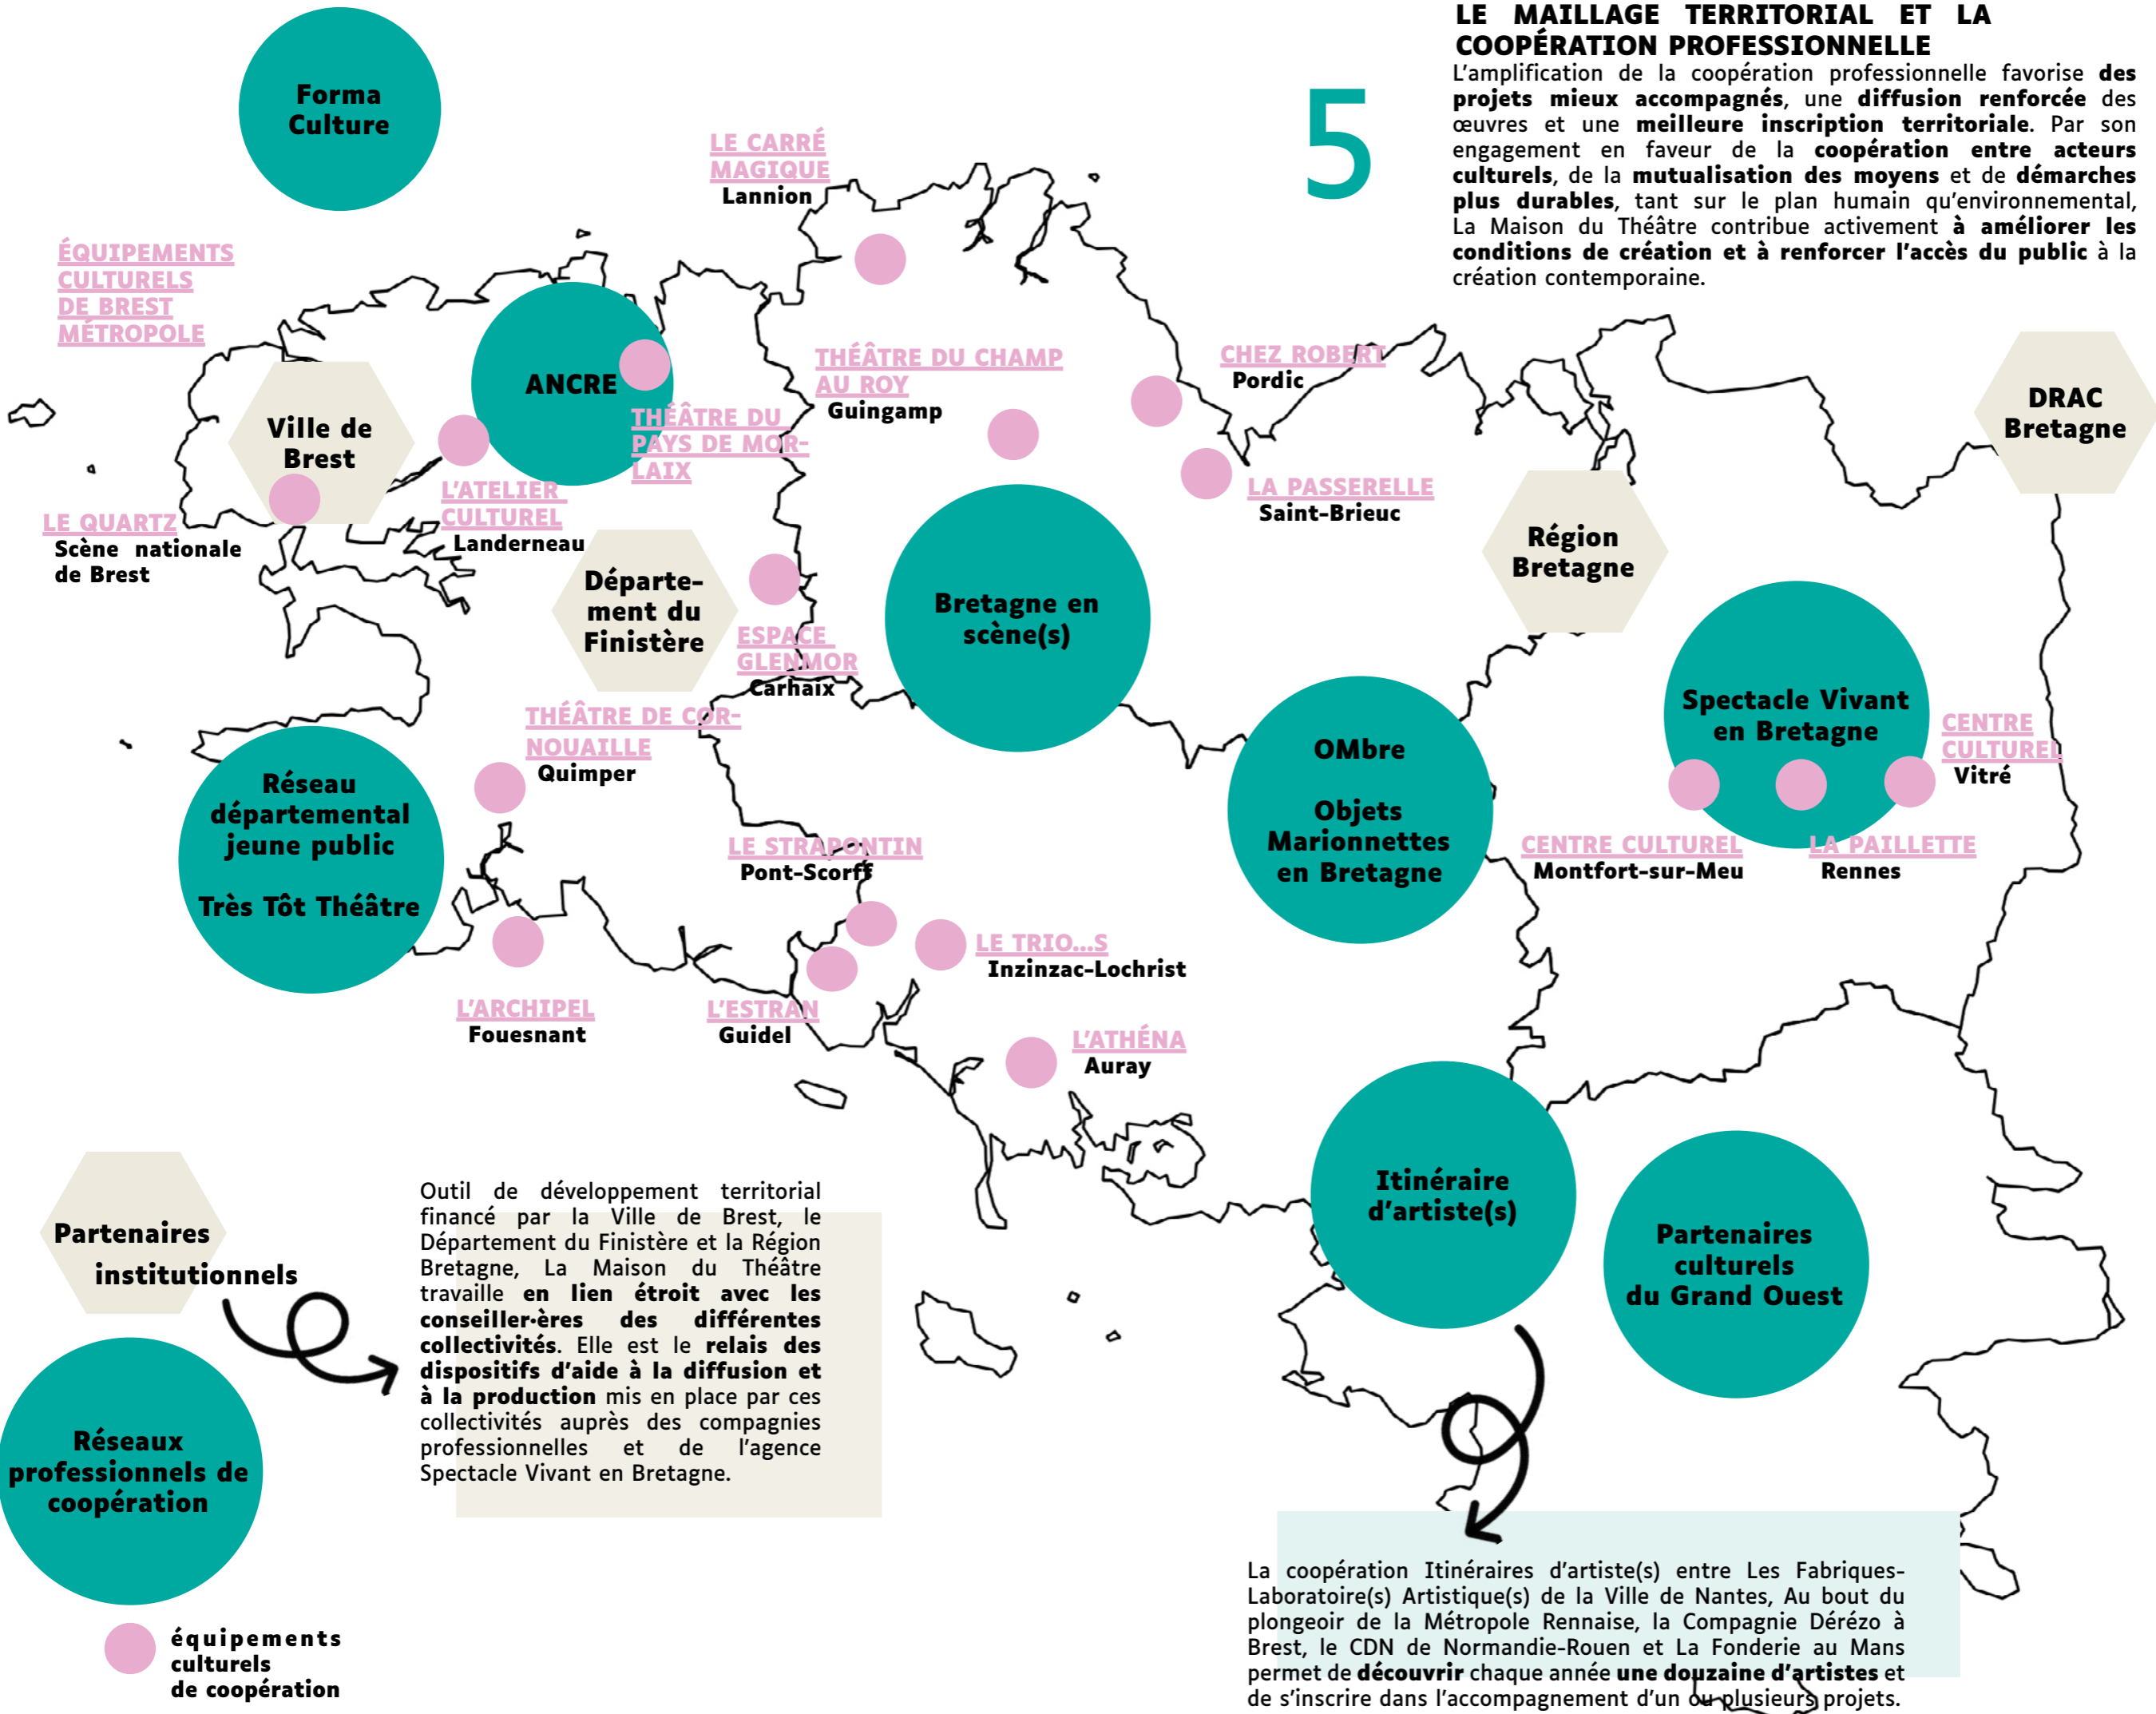 LE MAILLAGE TERRITORIAL ET LA
COOPÉRATION PROFESSIONNELLE
5
L'amplification de la coopération professionnelle favorise des
projets mieux accompagnés, une diffusion renforcée des
œuvres et une meilleure inscription territoriale. Par son
engagement en faveur de la coopération entre acteurs
culturels, de la mutualisation des moyens et de démarches
plus durables, tant sur le plan humain qu'environnemental,
La Maison du Théâtre contribue activement à améliorer les
conditions de création et à renforcer l'accès du public à la
création contemporaine.
Forma
Culture
LE CARRÉ
MAGIQUE
Lannion
ÉQUIPEMENTS
CULTURELS
DE BREST
MÉTROPOLE
ANCRE
THÉÂTRE DU CHAMP
AU ROY
Guingamp
CHEZ ROBERT
Pordic
DRAC
Bretagne
Ville de
Brest
THÉÂTRE DU
PAYS DE MOR-
LAIX
L'ATELIER
CULTUREL
Landerneau
LE QUARTZ
Scène nationale
de Brest
LA PASSERELLE
Saint-Brieuc
Région
Bretagne
Départe-
ment du
Finistère
ESPACE
GLENMOR
Carhaix
Bretagne en
scène(s)
Spectacle Vivant
en Bretagne
CENTRE
CULTUREL
Vitré
THÉÂTRE DE COR-
NOUAILLE
Quimper
OMbre
Objets
Marionnettes
en Bretagne
Réseau
départemental
jeune public
Très Tôt Théâtre
LE STRAPONTIN
Pont-Scorff
CENTRE CULTUREL
Montfort-sur-Meu
LA PAILLETTE
Rennes
LE TRIO...S
Inzinzac-Lochrist
L'ARCHIPEL
Fouesnant
L'ESTRAN
Guidel
L'ATHÉNA
Auray
Itinéraire
d'artiste(s)
Partenaires
culturels
du Grand Ouest
Partenaires
institutionnels
Outil de développement territorial
financé par la Ville de Brest, le
Département du Finistère et la Région
Bretagne, La Maison du Théâtre
travaille en lien étroit avec les
conseiller·ères des différentes
collectivités. Elle est le relais des
dispositifs d'aide à la diffusion et
à la production mis en place par ces
collectivités auprès des compagnies
professionnelles et de l'agence
Spectacle Vivant en Bretagne.
Réseaux
professionnels de
coopération
équipements
culturels
de coopération
La coopération Itinéraires d'artiste(s) entre Les Fabriques-
Laboratoire(s) Artistique(s) de la Ville de Nantes, Au bout du
plongeoir de la Métropole Rennaise, la Compagnie Dérézo à
Brest, le CDN de Normandie-Rouen et La Fonderie au Mans
permet de découvrir chaque année une douzaine d'artistes et
de s'inscrire dans l'accompagnement d'un ou plusieurs projets.